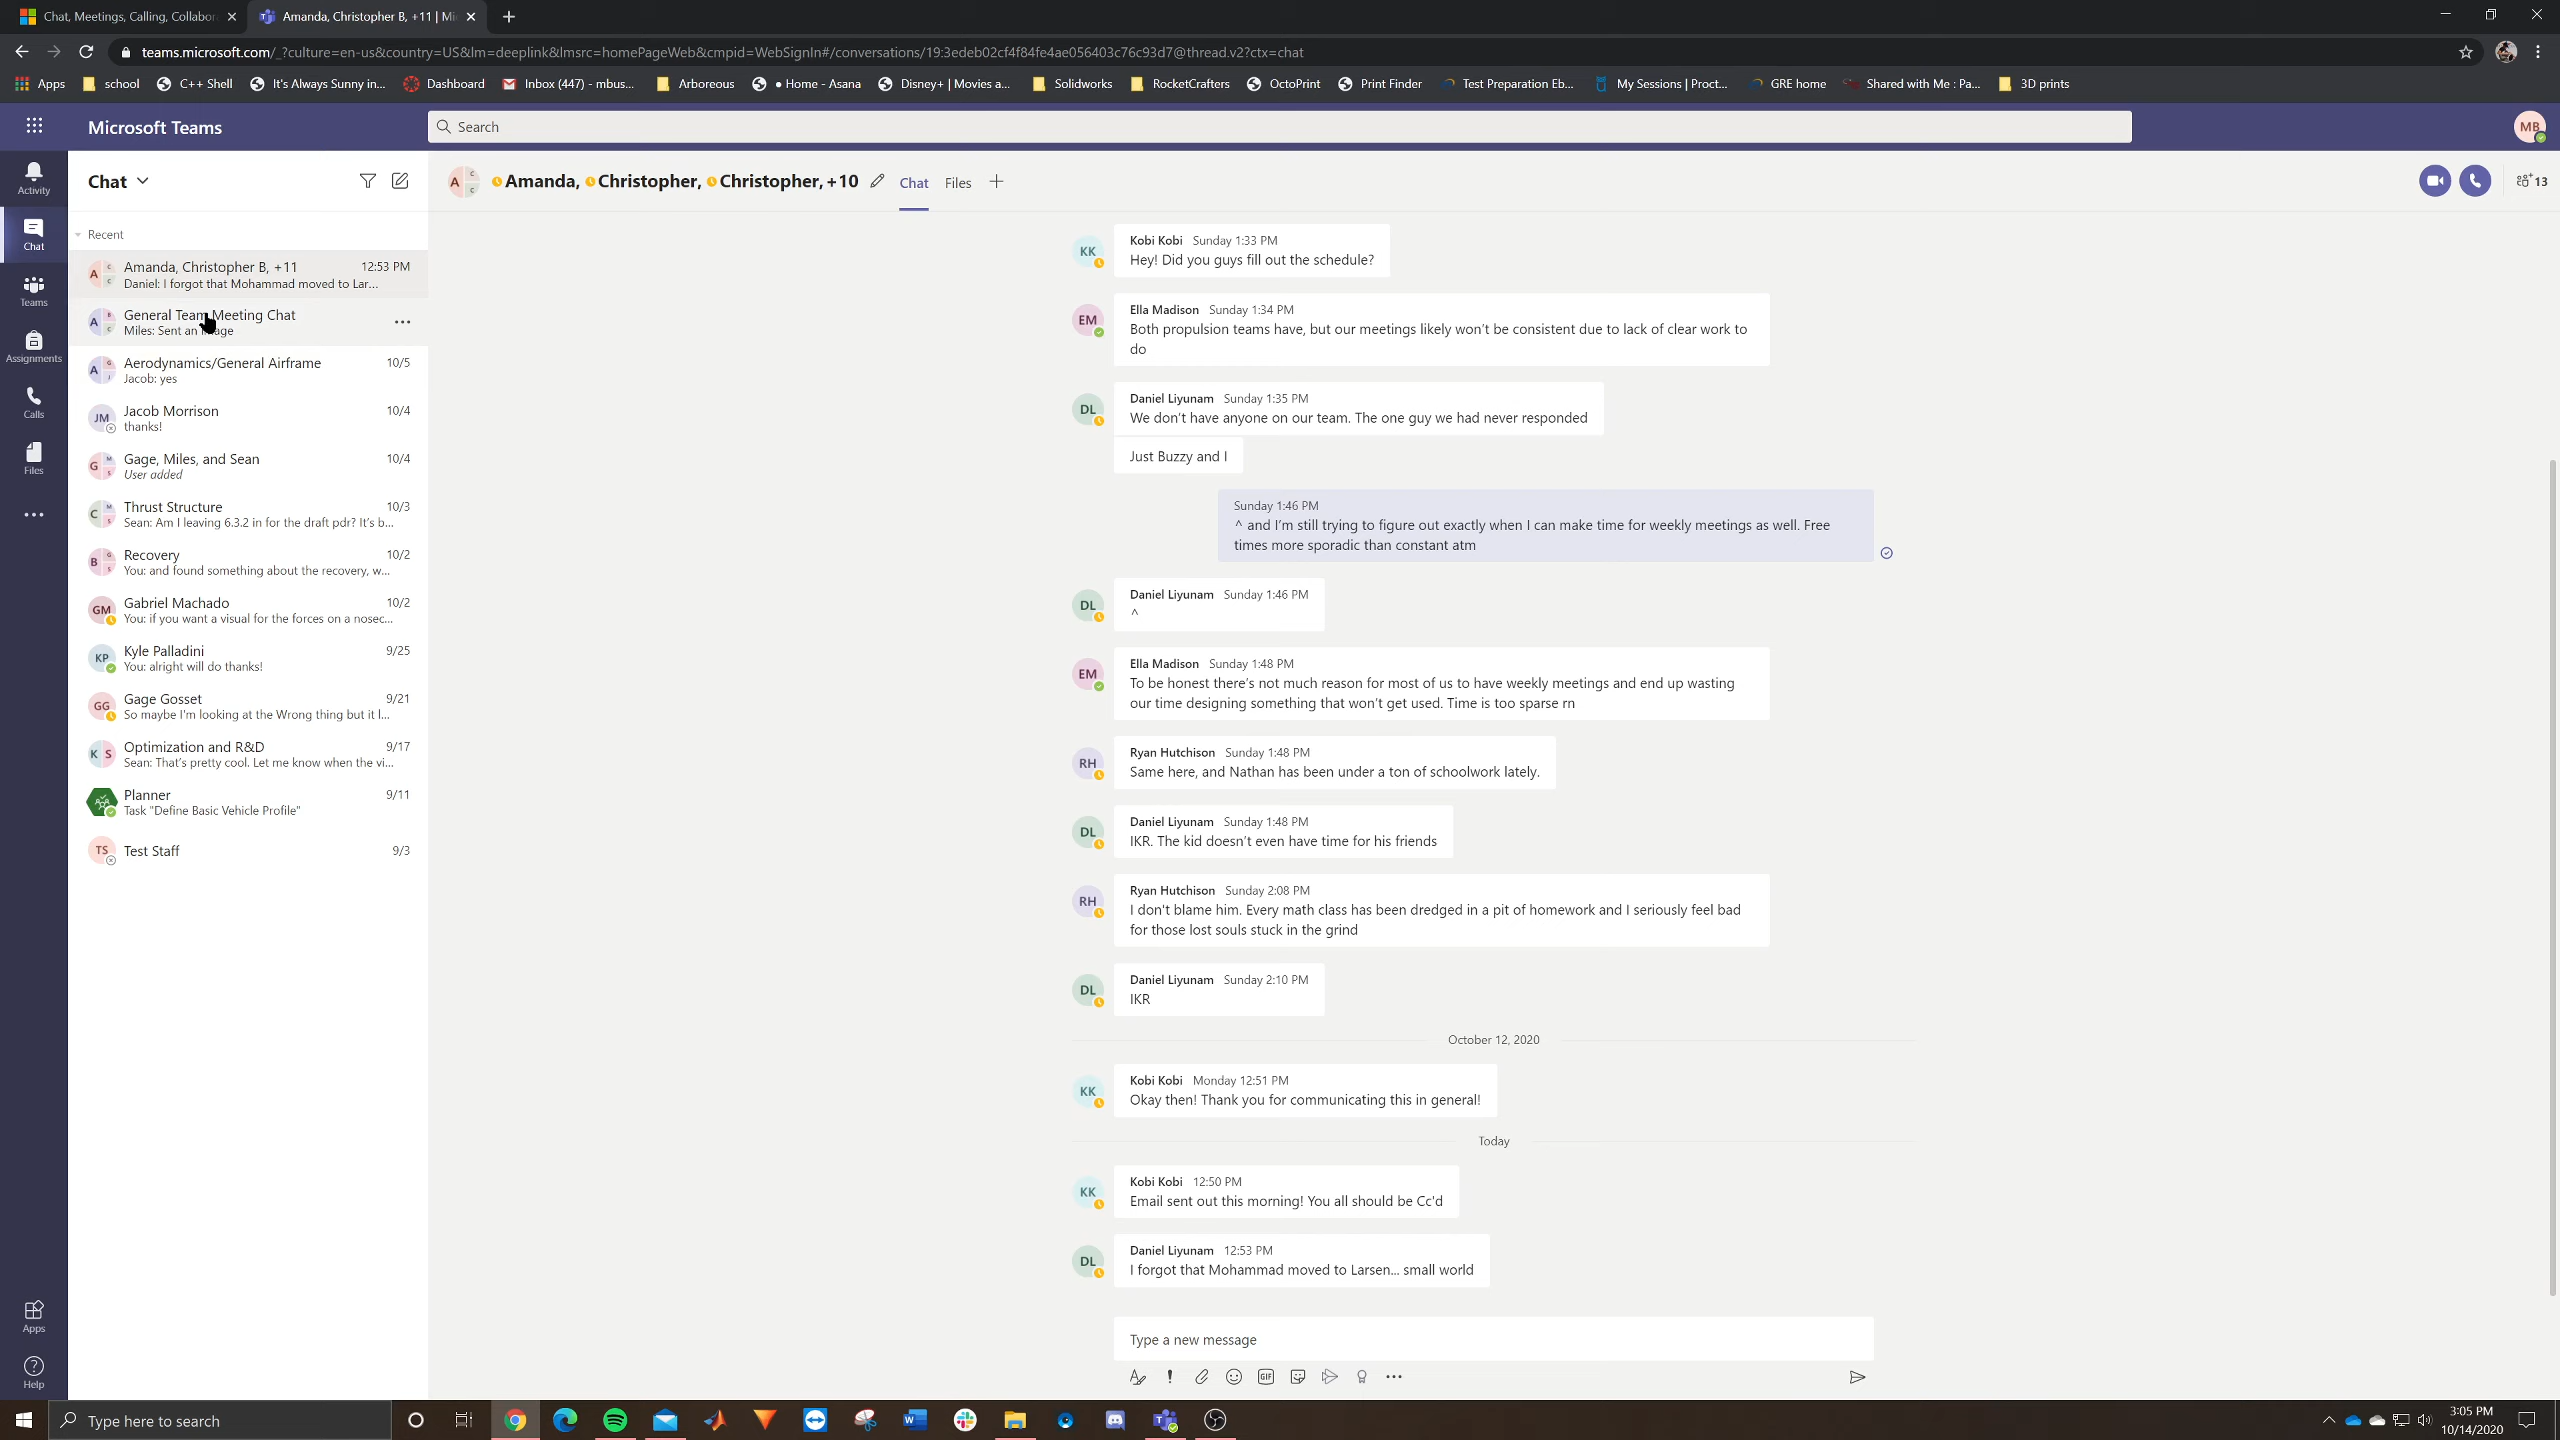 Chat, Meetings, Calling, Collabor
Amanda, Christopher B, +11 | Mi
teams.microsoft.com/_?culture=en-us&country=US&lm=deeplink&lmsrc=homePageWeb&cmpid=WebSignIn#/conversations/19:3edeb02cf4f84fe4ae056403c76c93d7@thread.v2?ctx=chat
Apps school C++ Shell It's Always Sunny in... Dashboard Inbox (447) - mbus... Arboreous • Home - Asana Disney+ | Movies a... Solidworks RocketCrafters OctoPrint Print Finder Test Preparation Eb... My Sessions | Proct... GRE home Shared with Me : Pa... 3D prints
Microsoft Teams
Search
MB
Activity
Chat
Teams
Assignments
Calls
Files
Apps
Help
Chat
Recent
Amanda, Christopher B, +11 12:53 PM
Daniel: I forgot that Mohammad moved to Lar...
General Team Meeting Chat
Miles: Sent an
Aerodynamics/General Airframe 10/5
Jacob: yes
JM
Jacob Morrison 10/4
thanks!
Gage, Miles, and Sean 10/4
User added
Thrust Structure 10/3
Sean: Am I leaving 6.3.2 in for the draft pdr? It's b...
Recovery 10/2
You: and found something about the recovery, w...
GM
Gabriel Machado 10/2
You: if you want a visual for the forces on a nosec...
KP
Kyle Palladini 9/25
You: alright will do thanks!
GG
Gage Gosset 9/21
So maybe I'm looking at the Wrong thing but it l...
K S
Optimization and R&D 9/17
Sean: That's pretty cool. Let me know when the vi...
Planner 9/11
Task "Define Basic Vehicle Profile"
TS
Test Staff 9/3
Amanda, Christopher, Christopher, +10
Chat Files
13
KK
Kobi Kobi Sunday 1:33 PM
Hey! Did you guys fill out the schedule?
EM
Ella Madison Sunday 1:34 PM
Both propulsion teams have, but our meetings likely won't be consistent due to lack of clear work to
do
DL
Daniel Liyunam Sunday 1:35 PM
We don't have anyone on our team. The one guy we had never responded
Just Buzzy and I
Sunday 1:46 PM
^ and I'm still trying to figure out exactly when I can make time for weekly meetings as well. Free
times more sporadic than constant atm
DL
Daniel Liyunam Sunday 1:46 PM
^
EM
Ella Madison Sunday 1:48 PM
To be honest there's not much reason for most of us to have weekly meetings and end up wasting
our time designing something that won't get used. Time is too sparse rn
RH
Ryan Hutchison Sunday 1:48 PM
Same here, and Nathan has been under a ton of schoolwork lately.
DL
Daniel Liyunam Sunday 1:48 PM
IKR. The kid doesn't even have time for his friends
RH
Ryan Hutchison Sunday 2:08 PM
I don't blame him. Every math class has been dredged in a pit of homework and I seriously feel bad
for those lost souls stuck in the grind
DL
Daniel Liyunam Sunday 2:10 PM
IKR
October 12, 2020
KK
Kobi Kobi Monday 12:51 PM
Okay then! Thank you for communicating this in general!
Today
KK
Kobi Kobi 12:50 PM
Email sent out this morning! You all should be Cc'd
DL
Daniel Liyunam 12:53 PM
I forgot that Mohammad moved to Larsen... small world
Type a new message
GIF
Type here to search
3:05 PM
10/14/2020